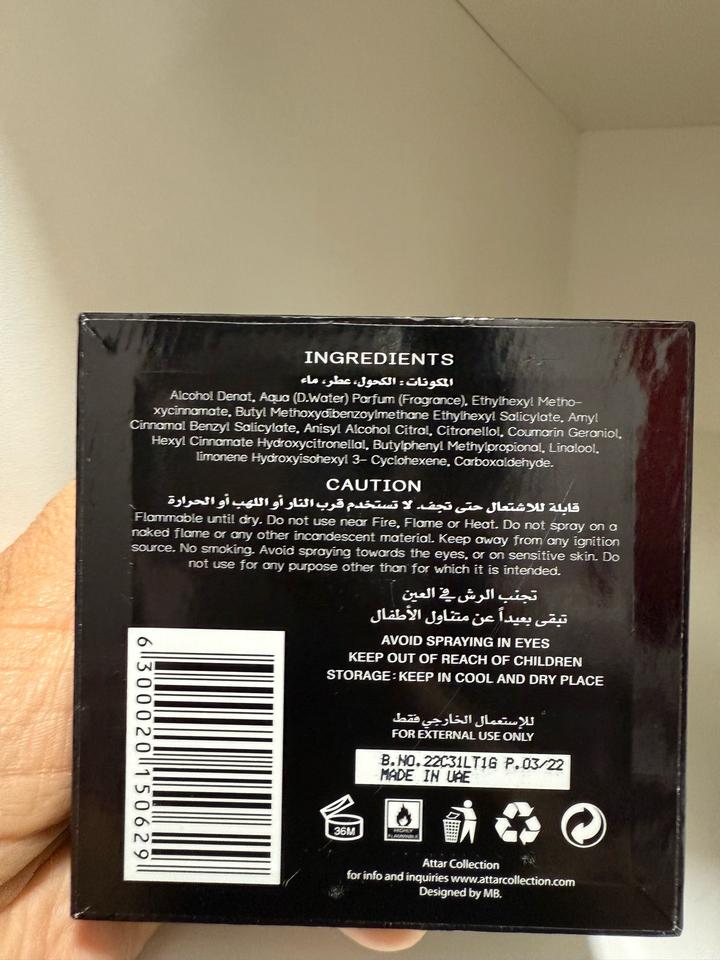 INGREDIENTS
المكونات : الكحول، عطر، ماء
Alcohol Denat, Aqua (D.Water) Parfum (Fragrance), Ethylhexyl Metho-
xycinnamate, Butyl Methoxydibenzoylmethane Ethylhexyl Salicylate, Amyl
Cinnamal Benzyl Salicylate, Anisyl Alcohol Citral, Citronellol, Coumarin Geraniol,
Hexyl Cinnamate Hydroxycitronellal, Butylphenyl Methylpropional, Linalool,
limonene Hydroxyisohexyl 3- Cyclohexene, Carboxaldehyde.
CAUTION
قابلة للاشتعال حتى تجف. لا تستخدم قرب النار أو اللهب أو الحرارة
Flammable until dry. Do not use near Fire, Flame or Heat. Do not spray on a
naked flame or any other incandescent material. Keep away from any ignition
source. No smoking. Avoid spraying towards the eyes, or on sensitive skin. Do
not use for any purpose other than for which it is intended.
تجنب الرش في العين
تبقى بعيداً عن متناول الأطفال
AVOID SPRAYING IN EYES
KEEP OUT OF REACH OF CHILDREN
STORAGE : KEEP IN COOL AND DRY PLACE
للإستعمال الخارجي فقط
FOR EXTERNAL USE ONLY
B.NO.22C31LT1G P.03/22
MADE IN UAE
6 300020 150629
36M
HIGHLY
FLAMMABLE
Attar Collection
for info and inquiries www.attarcollection.com
Designed by MB.